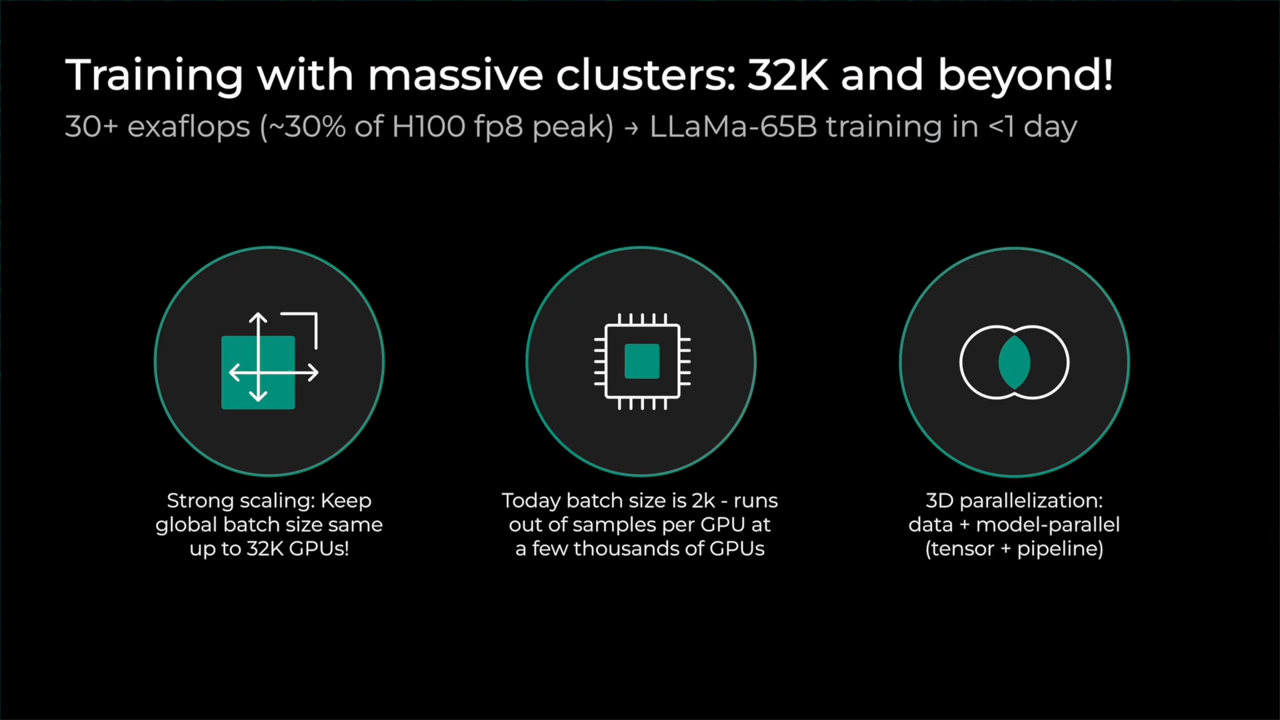 Training with massive clusters: 32K and beyond!
30+ exaflops (~30% of H100 fp8 peak) → LLaMa-65B training in <1 day
Strong scaling: Keep
global batch size same
up to 32K GPUs!
Today batch size is 2k - runs
out of samples per GPU at
a few thousands of GPUs
3D parallelization:
data + model-parallel
(tensor + pipeline)